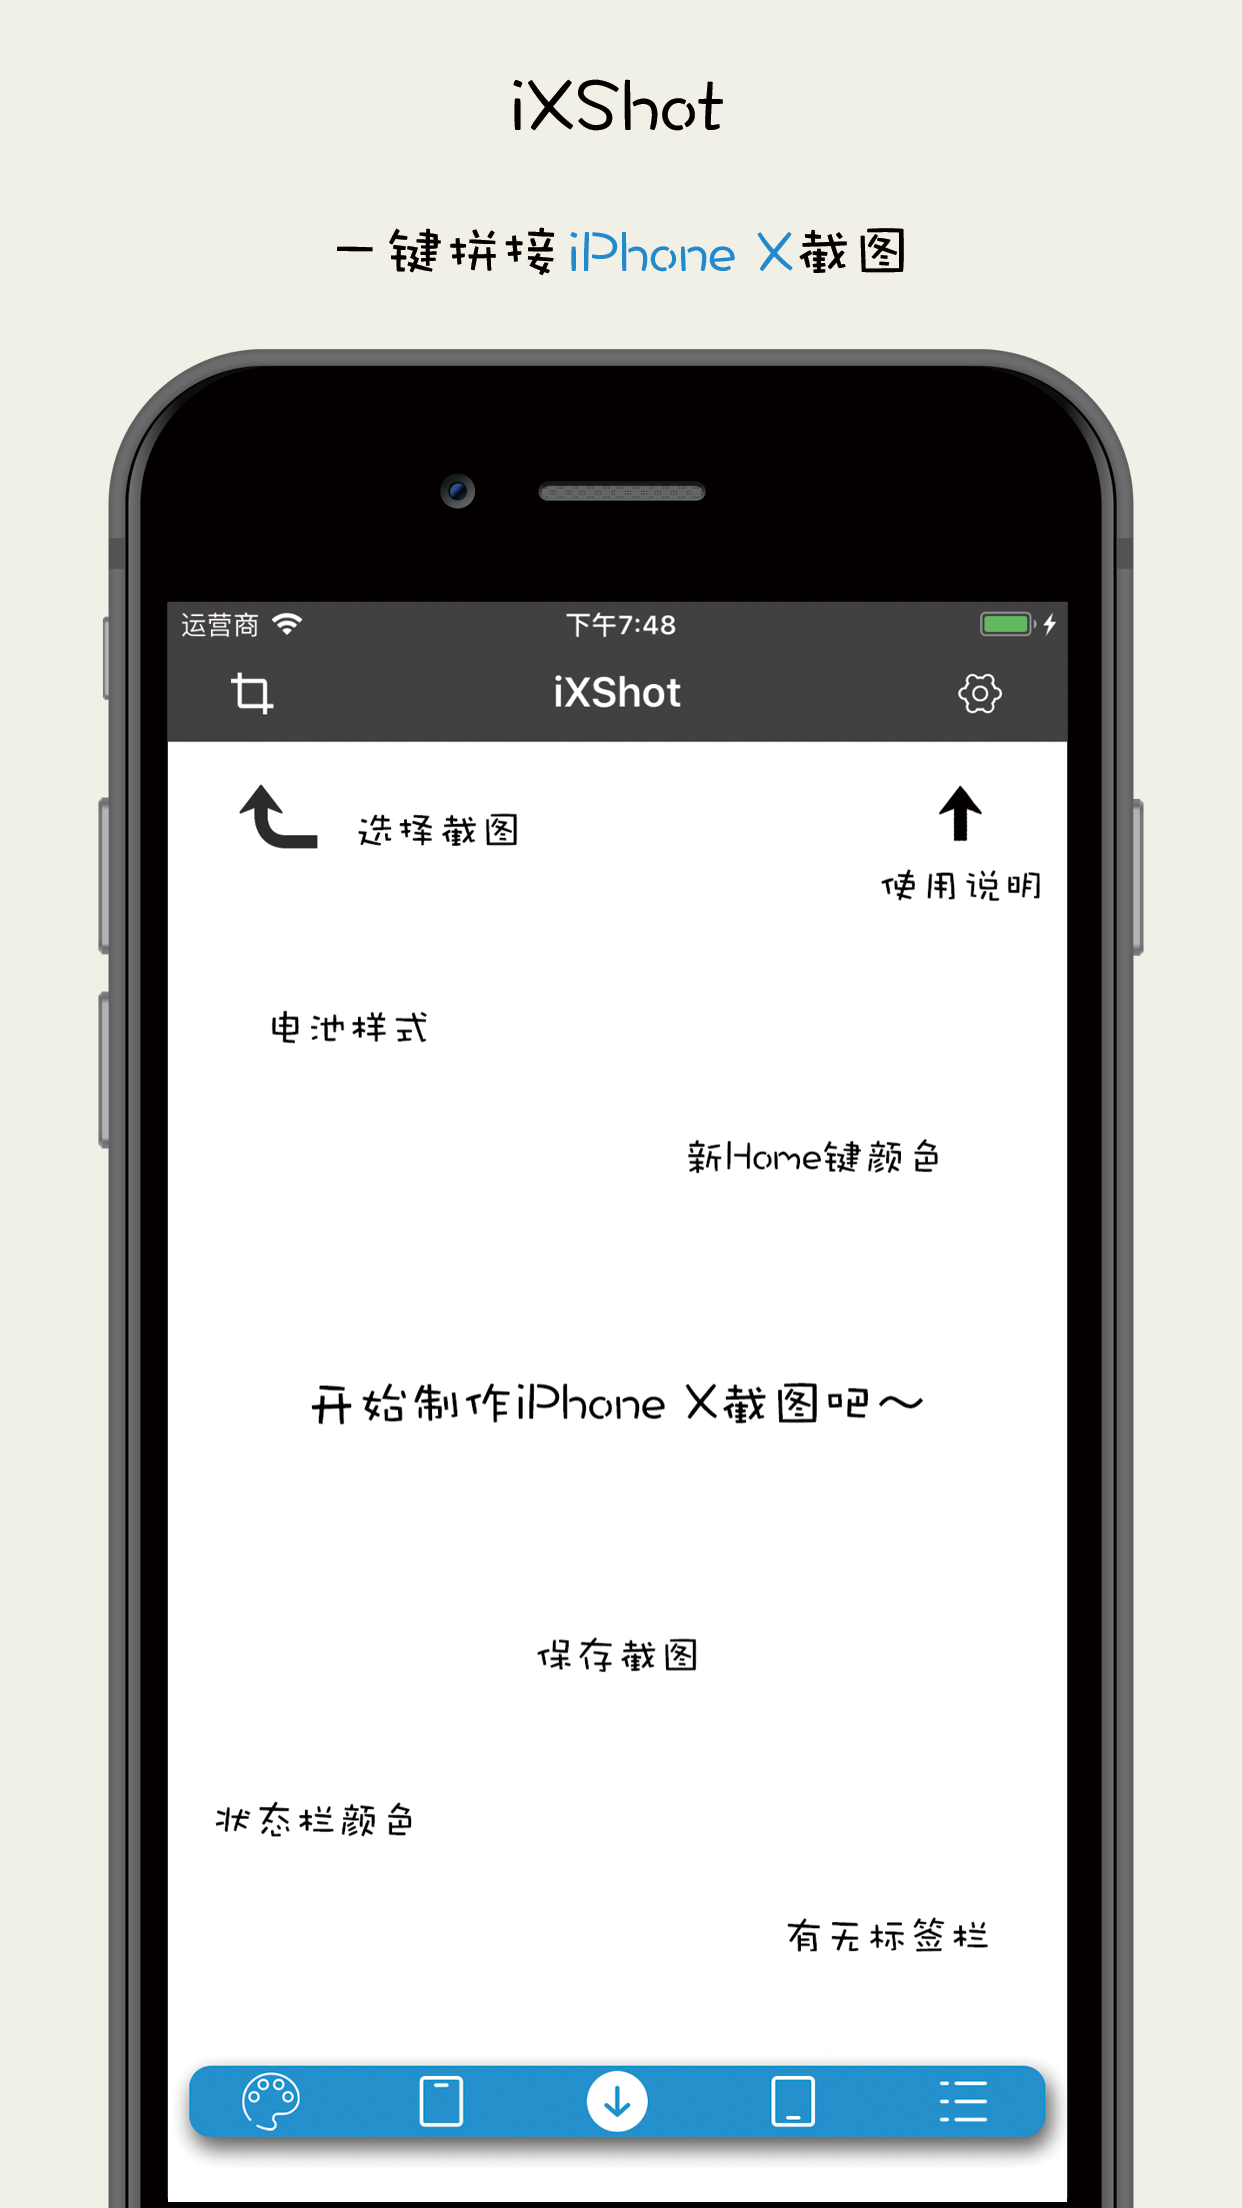 iXShot
一键拼接iPhone X截图
运营商 下午7:48
iXShot
选择截图
使用说明
电池样式
新Home键颜色
开始制作iPhone X截图吧～
保存截图
状态栏颜色
有无标签栏